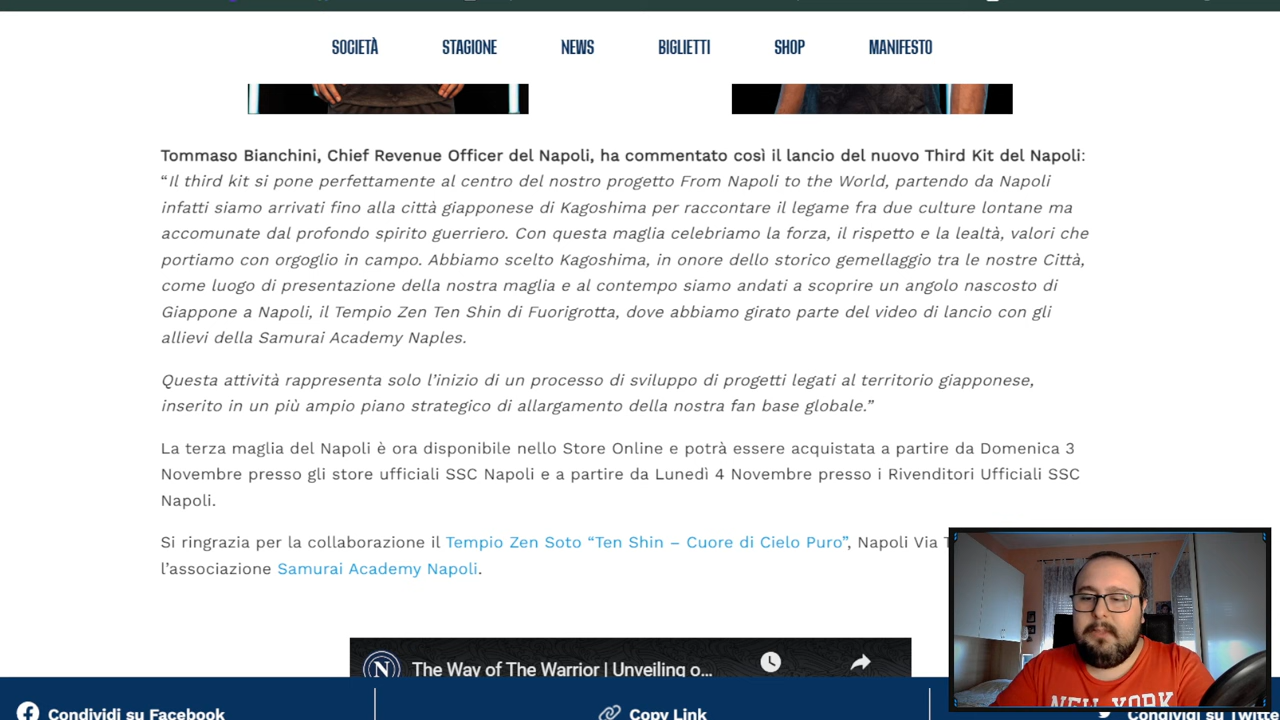 SOCIETÀ STAGIONE NEWS BIGLIETTI SHOP MANIFESTO
Tommaso Bianchini, Chief Revenue Officer del Napoli, ha commentato così il lancio del nuovo Third Kit del Napoli:
“Il third kit si pone perfettamente al centro del nostro progetto From Napoli to the World, partendo da Napoli
infatti siamo arrivati fino alla città giapponese di Kagoshima per raccontare il legame fra due culture lontane ma
accomunate dal profondo spirito guerriero. Con questa maglia celebriamo la forza, il rispetto e la lealtà, valori che
portiamo con orgoglio in campo. Abbiamo scelto Kagoshima, in onore dello storico gemellaggio tra le nostre Città,
come luogo di presentazione della nostra maglia e al contempo siamo andati a scoprire un angolo nascosto di
Giappone a Napoli, il Tempio Zen Ten Shin di Fuorigrotta, dove abbiamo girato parte del video di lancio con gli
allievi della Samurai Academy Naples.
Questa attività rappresenta solo l’inizio di un processo di sviluppo di progetti legati al territorio giapponese,
inserito in un più ampio piano strategico di allargamento della nostra fan base globale.”
La terza maglia del Napoli è ora disponibile nello Store Online e potrà essere acquistata a partire da Domenica 3
Novembre presso gli store ufficiali SSC Napoli e a partire da Lunedì 4 Novembre presso i Rivenditori Ufficiali SSC
Napoli.
Si ringrazia per la collaborazione il Tempio Zen Soto “Ten Shin – Cuore di Cielo Puro”, Napoli Via
l’associazione Samurai Academy Napoli.
N The Way of The Warrior | Unveiling o...
NEW YORK
Condividi su Facebook Copy Link Condividi su Twitte